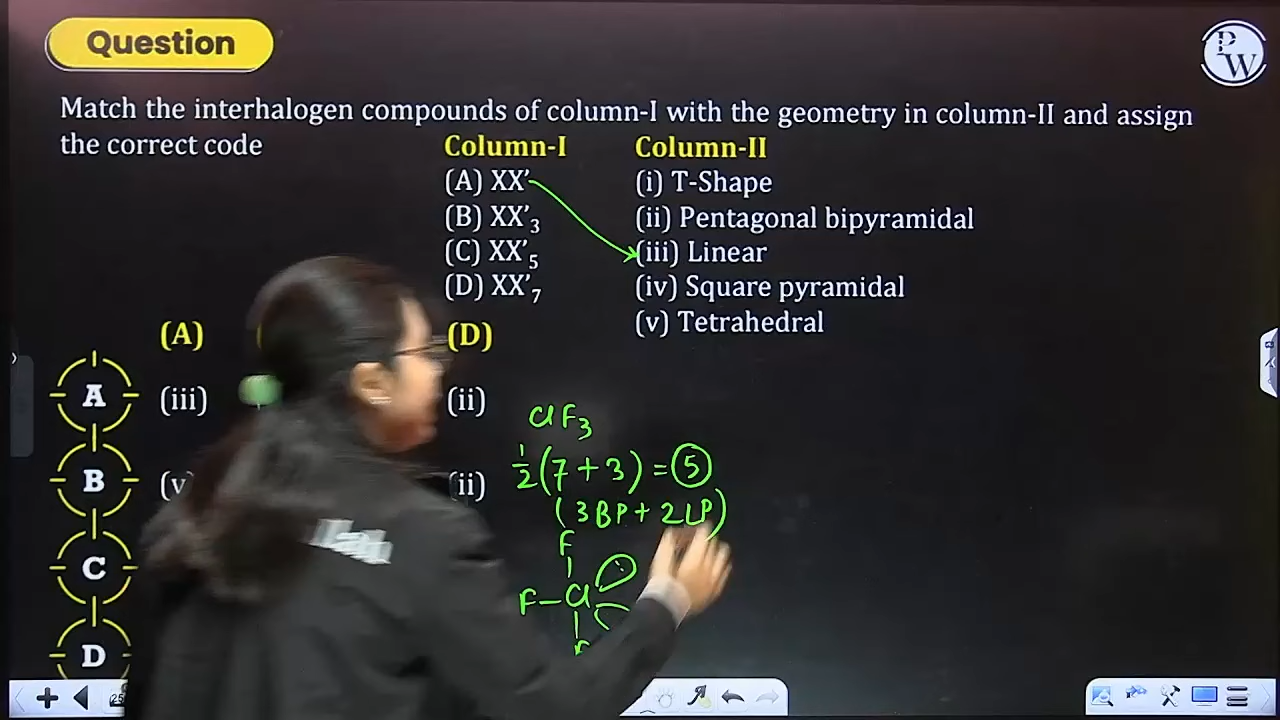 Question
PW
Match the interhalogen compounds of column-I with the geometry in column-II and assign
the correct code
Column-I Column-II
(A) XX' (i) T-Shape
(B) XX'3 (ii) Pentagonal bipyramidal
(C) XX'5 (iii) Linear
(D) XX'7 (iv) Square pyramidal
(v) Tetrahedral
(A) (D)
A (iii) (ii)
B (v (ii)
C
D
ClF3
1/2(7+3)=5
(3BP+2LP)
F
F-Cl